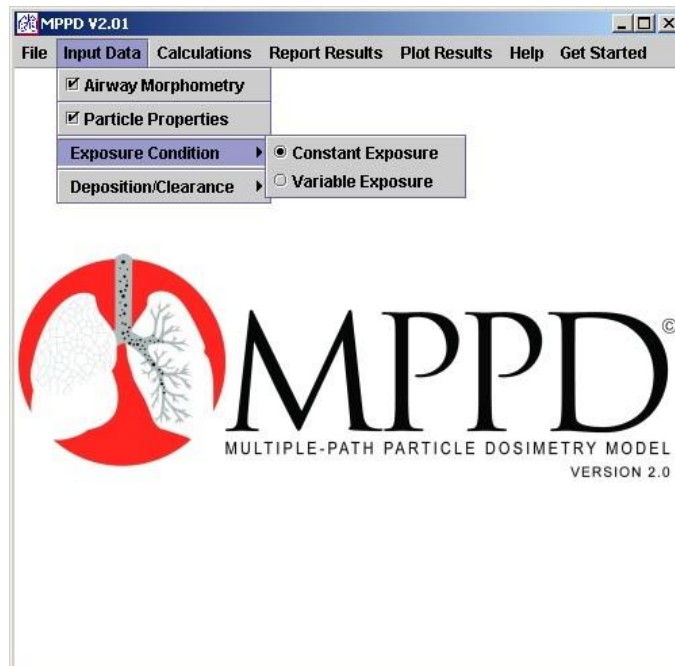 MPPD V2.01
File Input Data Calculations Report Results Plot Results Help Get Started
Airway Morphometry
Particle Properties
Exposure Condition
Constant Exposure
Variable Exposure
Deposition/Clearance
MPPD©
MULTIPLE-PATH PARTICLE DOSIMETRY MODEL
VERSION 2.0